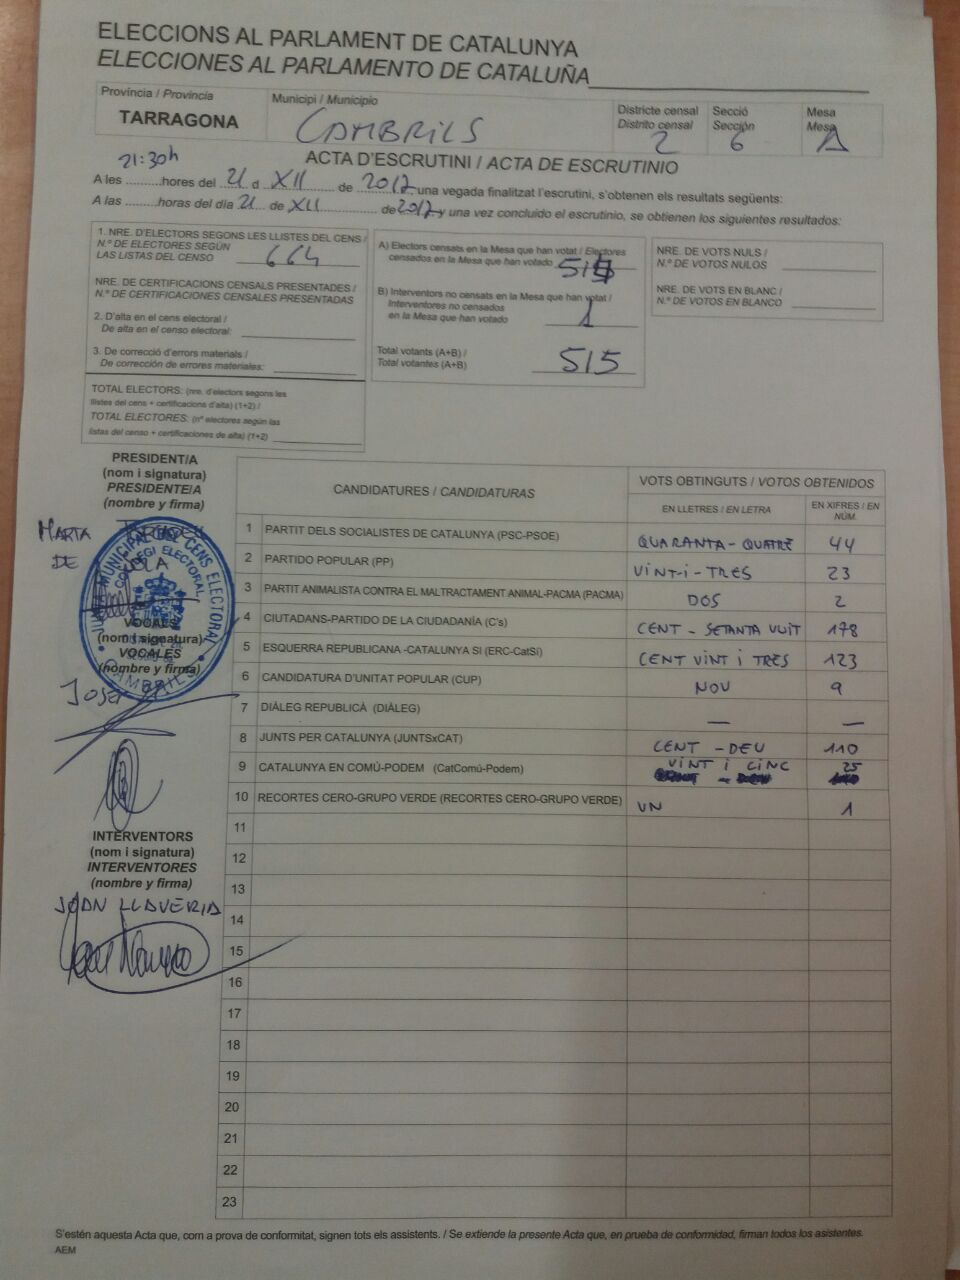 ELECCIONS AL PARLAMENT DE CATALUNYA
ELECCIONES AL PARLAMENTO DE CATALUÑA
Província / Provincia
TARRAGONA
Municipi / Municipio
CAMBRILS
Districte censal
Distrito censal
2
Secció
Sección
6
Mesa
Mesa
A
ACTA D'ESCRUTINI / ACTA DE ESCRUTINIO
21:30h
A les ..........hores del 21 d XII de 2017, una vegada finalitzat l'escrutini, s'obtenen els resultats següents:
A las .........horas del día 21 de XII de 2017 y una vez concluido el escrutinio, se obtienen los siguientes resultados:
1. NRE. D'ELECTORS SEGONS LES LLISTES DEL CENS /
N.º DE ELECTORES SEGÚN
LAS LISTAS DEL CENSO 664
NRE. DE CERTIFICACIONS CENSALS PRESENTADES /
N.º DE CERTIFICACIONES CENSALES PRESENTADAS
2. D'alta en el cens electoral /
De alta en el censo electoral:
3. De correcció d'errors materials /
De corrección de errores materiales:
TOTAL ELECTORS: (nre. d'electors segons les
llistes del cens + certificacions d'alta) (1+2) /
TOTAL ELECTORES: (nº electores según las
listas del censo + certificaciones de alta) (1+2)
A) Electors censats en la Mesa que han votat / Electores
censados en la Mesa que han votado
B) Interventors no censats en la Mesa que han votat /
Interventores no censados
en la Mesa que han votado 1
Total votants (A+B) /
Total votantes (A+B) 515
NRE. DE VOTS NULS /
N.º DE VOTOS NULOS
NRE. DE VOTS EN BLANC /
N.º DE VOTOS EN BLANCO
PRESIDENT/A
(nom i signatura)
PRESIDENTE/A
(nombre y firma)
MARTA
DE
JUNTA MUNICIPAL DEL CENS ELECTORAL
COL·LEGI ELECTORAL
CAMBRILS
VOCALS
(nom i signatura)
VOCALES
(nombre y firma)
JOSEP
INTERVENTORS
(nom i signatura)
INTERVENTORES
(nombre y firma)
JOAN LLAVERIA
CANDIDATURES / CANDIDATURAS
VOTS OBTINGUTS / VOTOS OBTENIDOS
EN LLETRES / EN LETRA
EN XIFRES / EN NÚM.
1 PARTIT DELS SOCIALISTES DE CATALUNYA (PSC-PSOE) QUARANTA-QUATRE 44
2 PARTIDO POPULAR (PP) VINT-I-TRES 23
3 PARTIT ANIMALISTA CONTRA EL MALTRACTAMENT ANIMAL-PACMA (PACMA) DOS 2
4 CIUTADANS-PARTIDO DE LA CIUDADANÍA (C's) CENT-SETANTA VUIT 178
5 ESQUERRA REPUBLICANA -CATALUNYA SI (ERC-CatSí) CENT VINT I TRES 123
6 CANDIDATURA D'UNITAT POPULAR (CUP) NOU 9
7 DIÀLEG REPUBLICÀ (DIÀLEG) — —
8 JUNTS PER CATALUNYA (JUNTSxCAT) CENT-DEU 110
9 CATALUNYA EN COMÚ-PODEM (CatComú-Podem) VINT I CINC 25
10 RECORTES CERO-GRUPO VERDE (RECORTES CERO-GRUPO VERDE) UN 1
11
12
13
14
15
16
17
18
19
20
21
22
23
S'estén aquesta Acta que, com a prova de conformitat, signen tots els assistents. / Se extiende la presente Acta que, en prueba de conformidad, firman todos los asistentes.
AEM